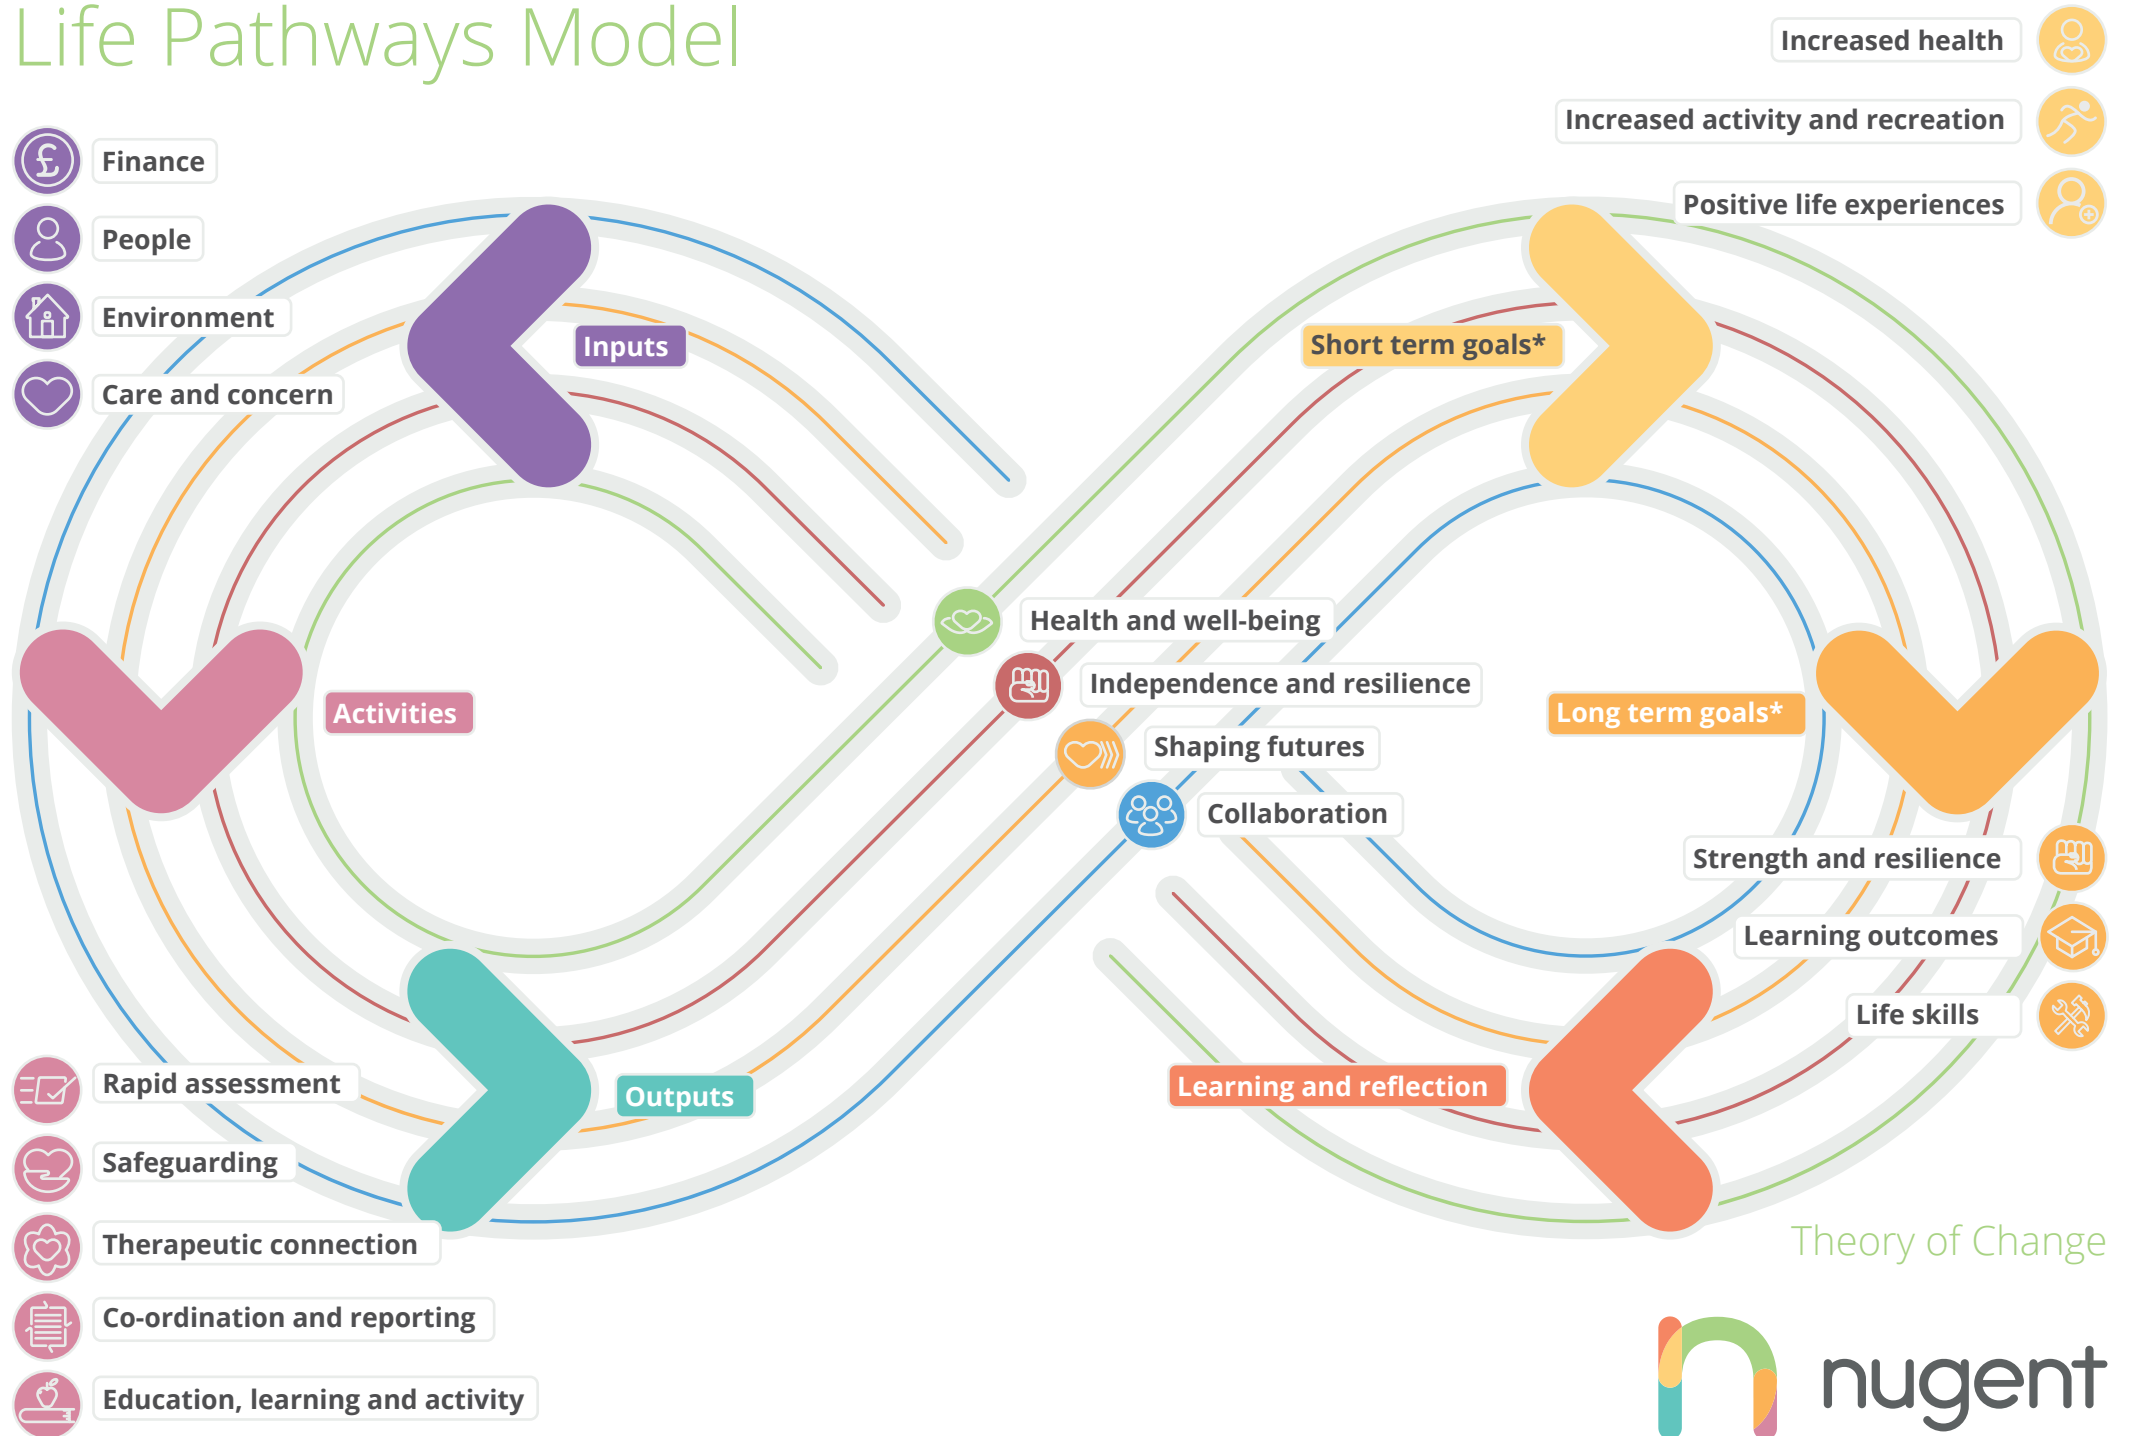 Life Pathways Model
Finance
People
Environment
Care and concern
Inputs
Activities
Rapid assessment
Safeguarding
Therapeutic connection
Co-ordination and reporting
Education, learning and activity
Outputs
Health and well-being
Independence and resilience
Shaping futures
Collaboration
Increased health
Increased activity and recreation
Positive life experiences
Short term goals*
Long term goals*
Strength and resilience
Learning outcomes
Life skills
Learning and reflection
Theory of Change
nugent